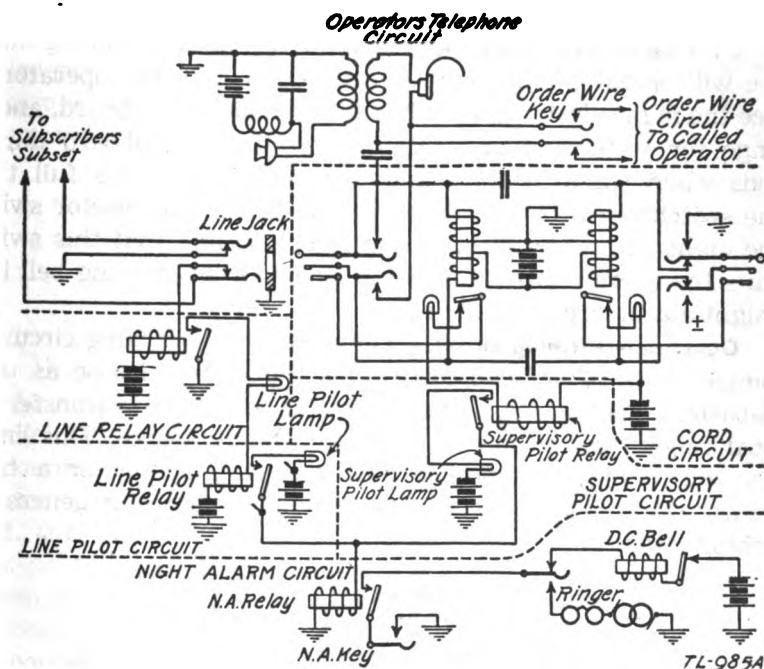 Operators Telephone
Circuit
To
Subscribers
Subset
Order Wire
Key
Order Wire
Circuit
To Called
Operator
Line Jack
±
Line Pilot
Lamp
LINE RELAY CIRCUIT
Supervisory
Pilot Relay
CORD
CIRCUIT
Line Pilot
Relay
Supervisory
Pilot Lamp
SUPERVISORY
PILOT CIRCUIT
LINE PILOT CIRCUIT
NIGHT ALARM CIRCUIT
D.C. Bell
N.A. Relay
Ringer
N.A. Key
TL-985A